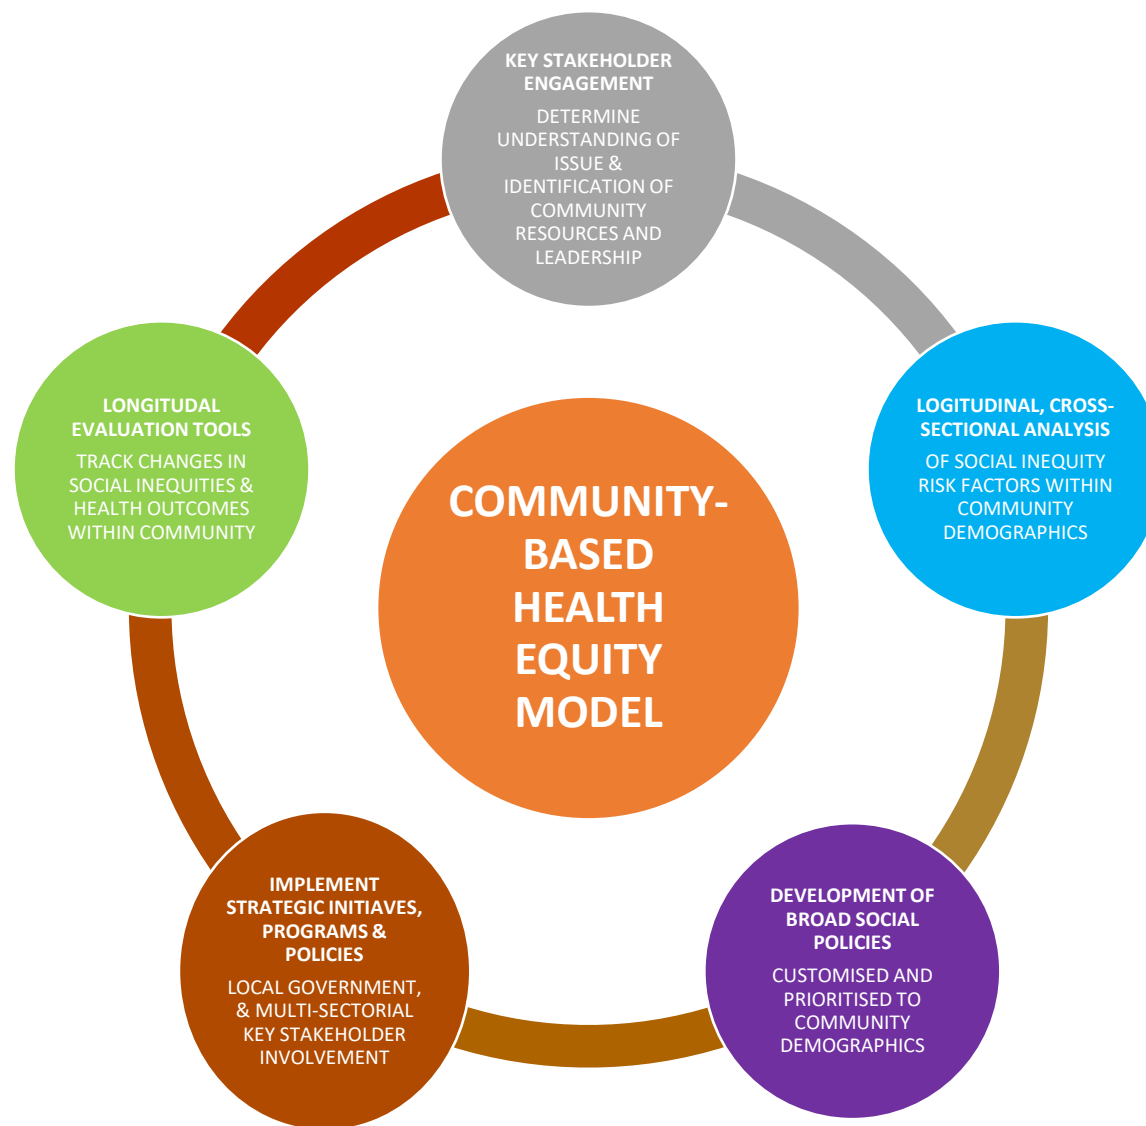 KEY STAKEHOLDER
ENGAGEMENT
DETERMINE
UNDERSTANDING OF
ISSUE &
IDENTIFICATION OF
COMMUNITY
RESOURCES AND
LEADERSHIP
LOGITUDINAL, CROSS-
SECTIONAL ANALYSIS
OF SOCIAL INEQUITY
RISK FACTORS WITHIN
COMMUNITY
DEMOGRAPHICS
DEVELOPMENT OF
BROAD SOCIAL
POLICIES
CUSTOMISED AND
PRIORITISED TO
COMMUNITY
DEMOGRAPHICS
IMPLEMENT
STRATEGIC INITIAVES,
PROGRAMS &
POLICIES
LOCAL GOVERNMENT,
& MULTI-SECTORIAL
KEY STAKEHOLDER
INVOLVEMENT
LONGITUDAL
EVALUATION TOOLS
TRACK CHANGES IN
SOCIAL INEQUITIES &
HEALTH OUTCOMES
WITHIN COMMUNITY
COMMUNITY-
BASED
HEALTH
EQUITY
MODEL